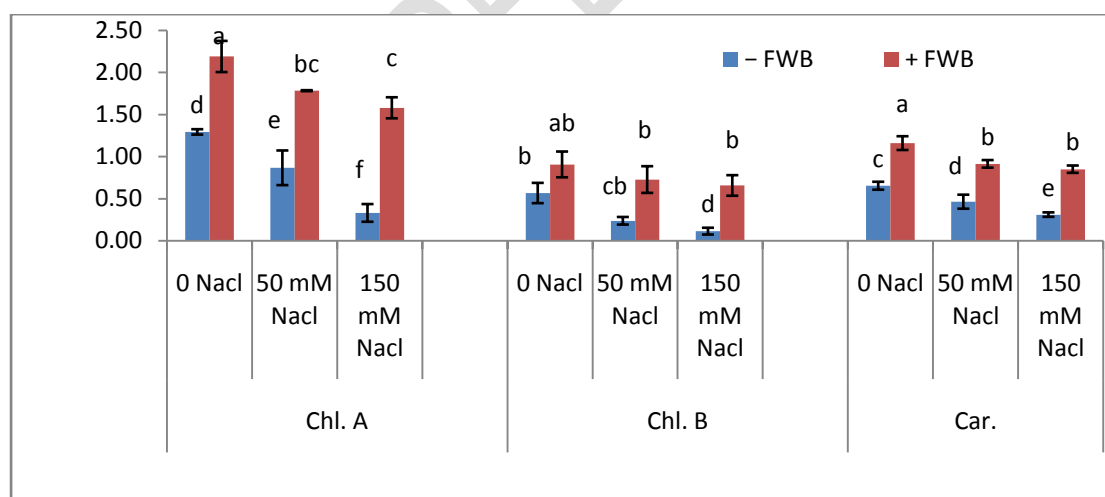 2.50
2.00
1.50
1.00
0.50
0.00
− FWB + FWB
d a e bc f c
b ab cb b d b
c a d b e b
0 Nacl 50 mM Nacl 150 mM Nacl
0 Nacl 50 mM Nacl 150 mM Nacl
0 Nacl 50 mM Nacl 150 mM Nacl
Chl. A Chl. B Car.